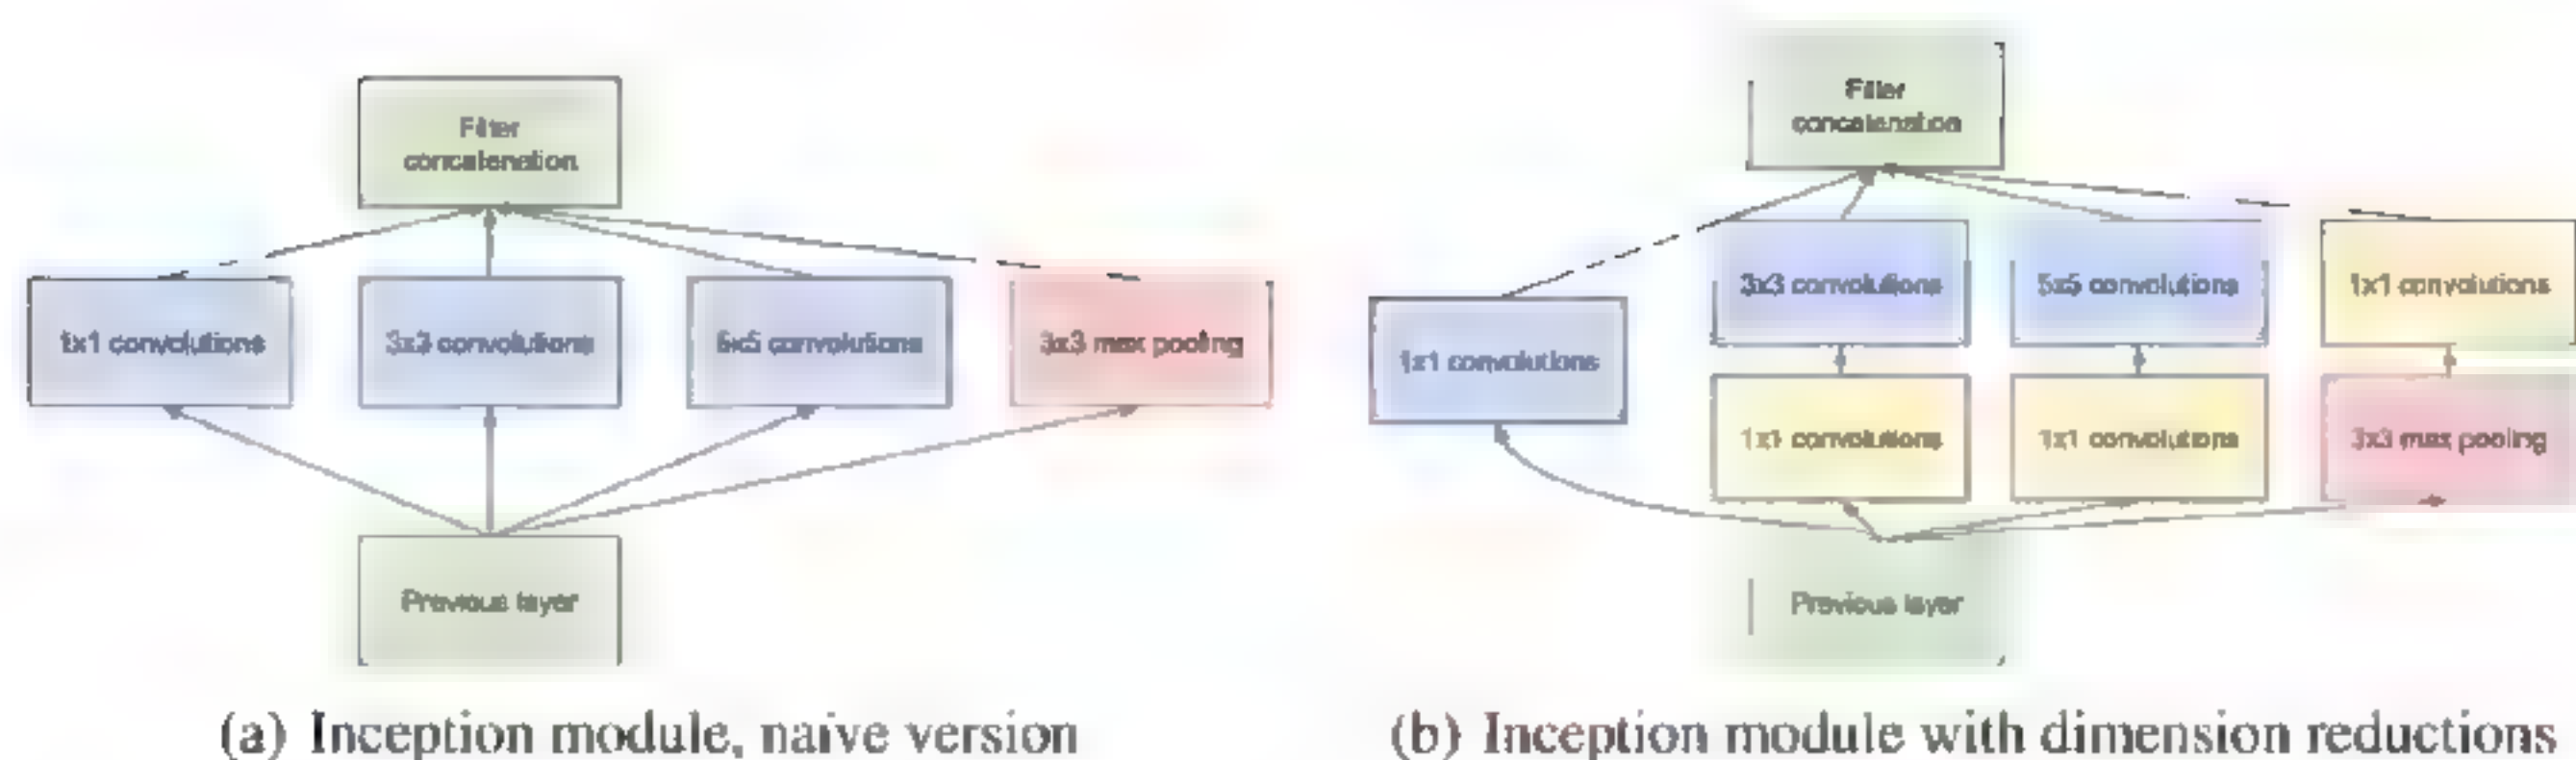 Filter
concatenation
1x1 convolutions
3x3 convolutions
5x5 convolutions
3x3 max pooling
Previous layer
(a) Inception module, naïve version
Filter
concatenation
3x3 convolutions
5x5 convolutions
1x1 convolutions
1x1 convolutions
1x1 convolutions
1x1 convolutions
3x3 max pooling
Previous layer
(b) Inception module with dimension reductions